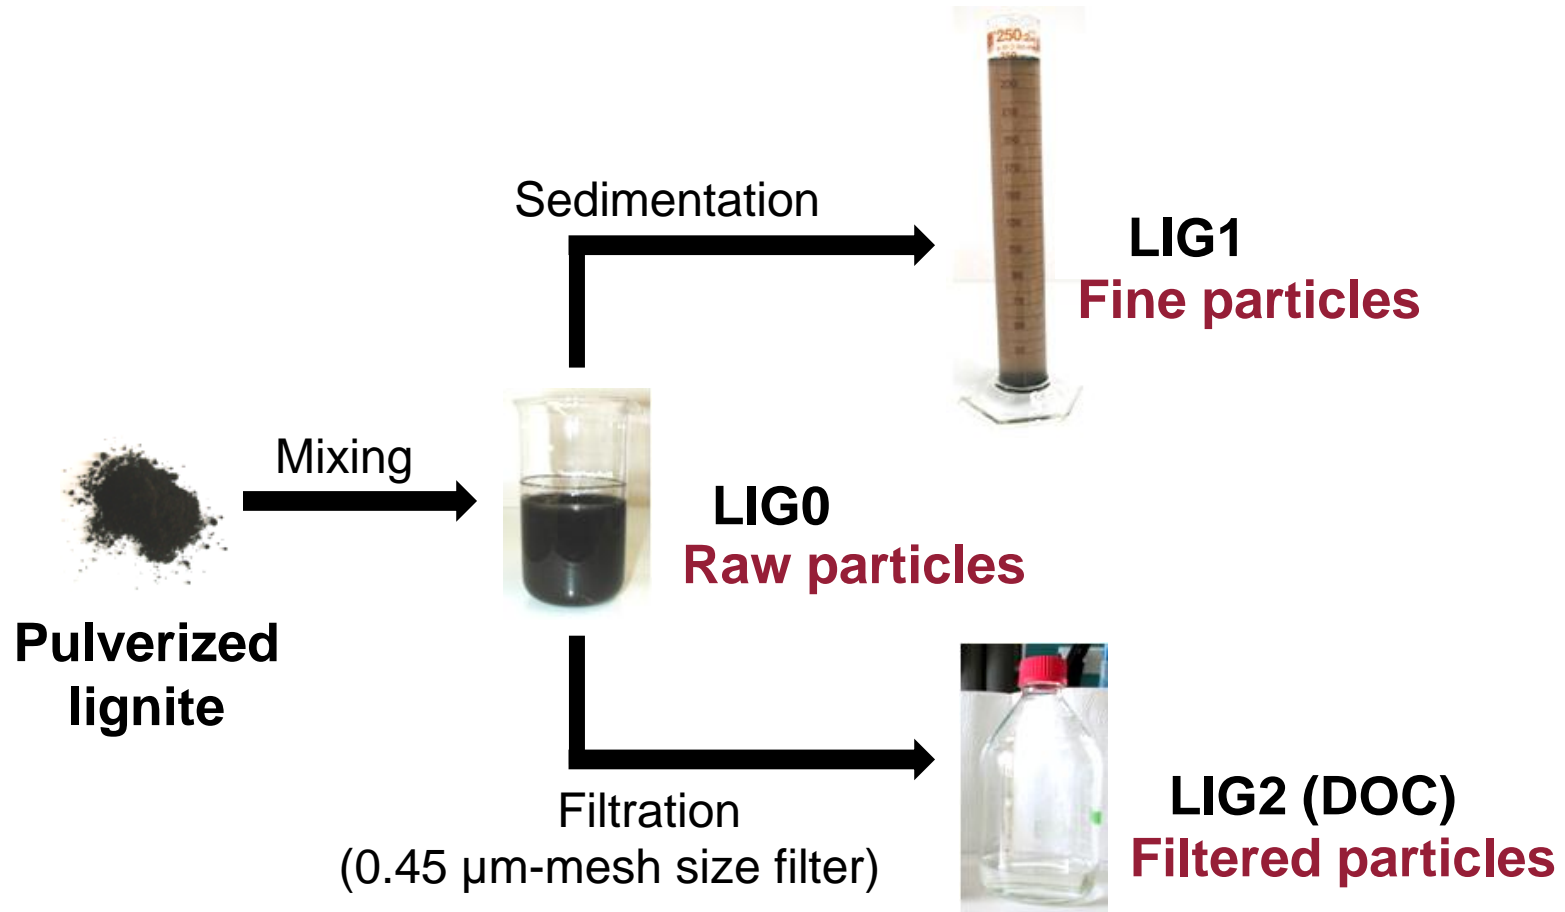 Sedimentation
LIG1
Fine particles
Mixing
LIG0
Raw particles
Pulverized
lignite
Filtration
(0.45 µm-mesh size filter)
LIG2 (DOC)
Filtered particles
250